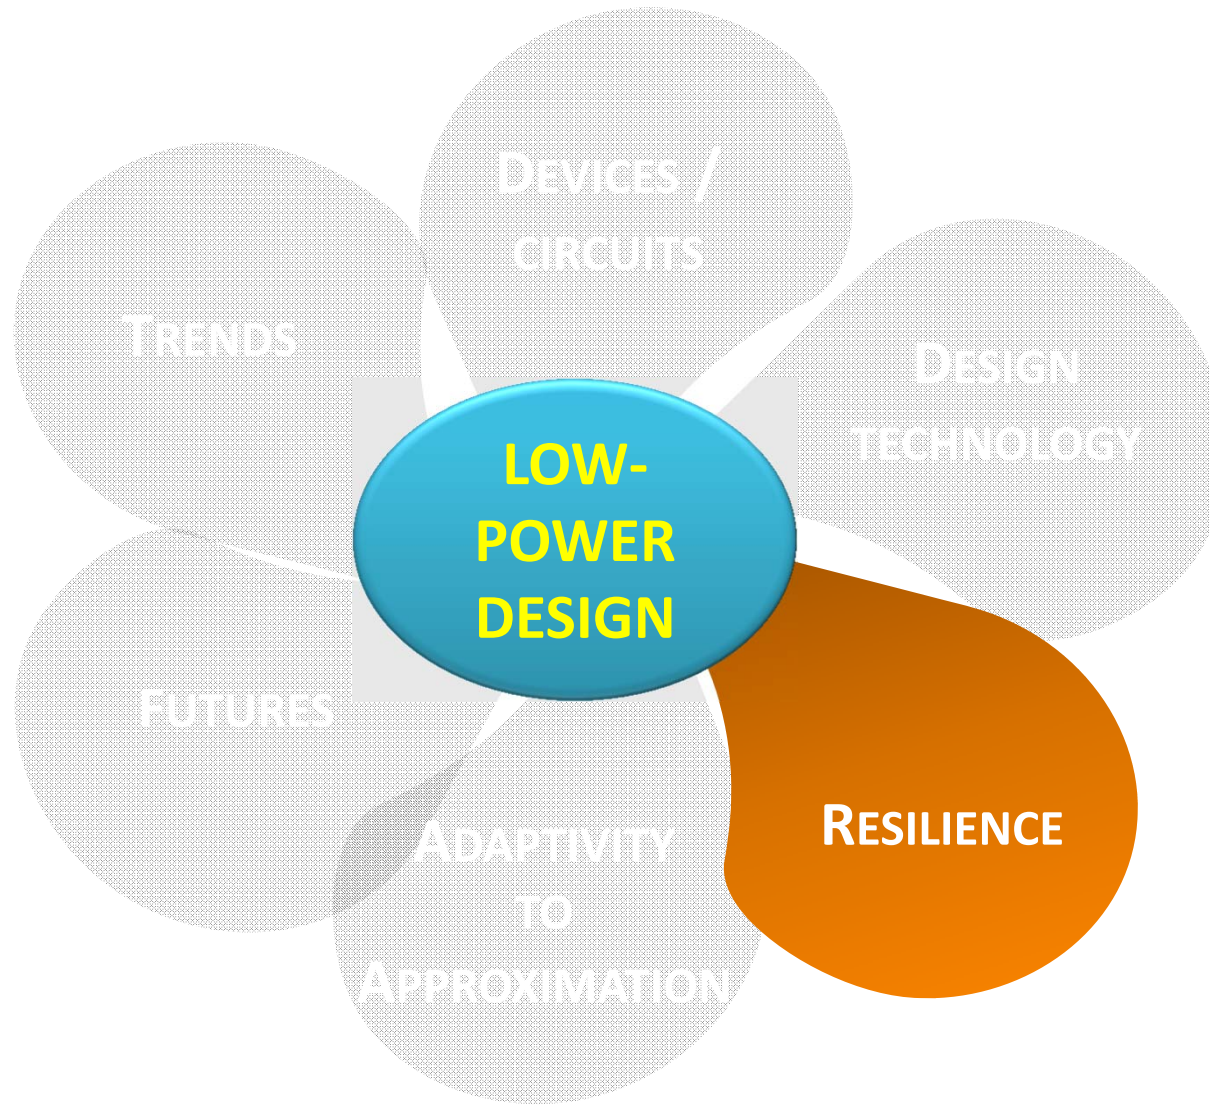 DEVICES /
CIRCUITS
TRENDS
DESIGN
TECHNOLOGY
LOW-
POWER
DESIGN
FUTURES
RESILIENCE
ADAPTIVITY
TO
APPROXIMATION